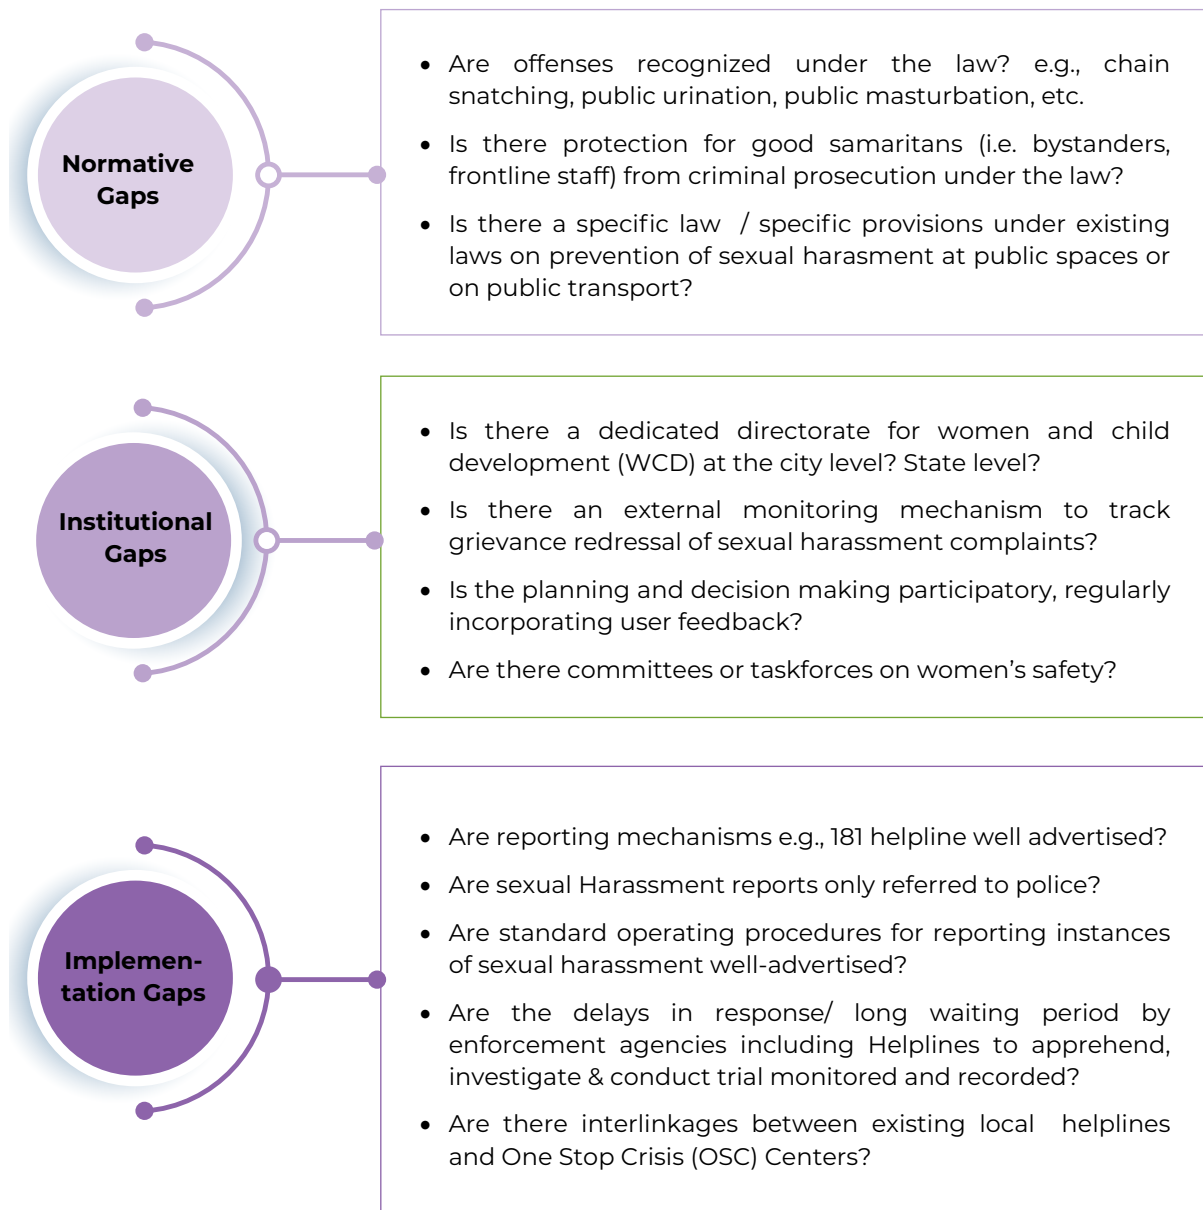 Normative
Gaps
• Are offenses recognized under the law? e.g., chain
snatching, public urination, public masturbation, etc.
• Is there protection for good samaritans (i.e. bystanders,
frontline staff) from criminal prosecution under the law?
• Is there a specific law / specific provisions under existing
laws on prevention of sexual harasment at public spaces or
on public transport?
Institutional
Gaps
• Is there a dedicated directorate for women and child
development (WCD) at the city level? State level?
• Is there an external monitoring mechanism to track
grievance redressal of sexual harassment complaints?
• Is the planning and decision making participatory, regularly
incorporating user feedback?
• Are there committees or taskforces on women’s safety?
Implemen-
tation Gaps
• Are reporting mechanisms e.g., 181 helpline well advertised?
• Are sexual Harassment reports only referred to police?
• Are standard operating procedures for reporting instances
of sexual harassment well-advertised?
• Are the delays in response/ long waiting period by
enforcement agencies including Helplines to apprehend,
investigate & conduct trial monitored and recorded?
• Are there interlinkages between existing local helplines
and One Stop Crisis (OSC) Centers?